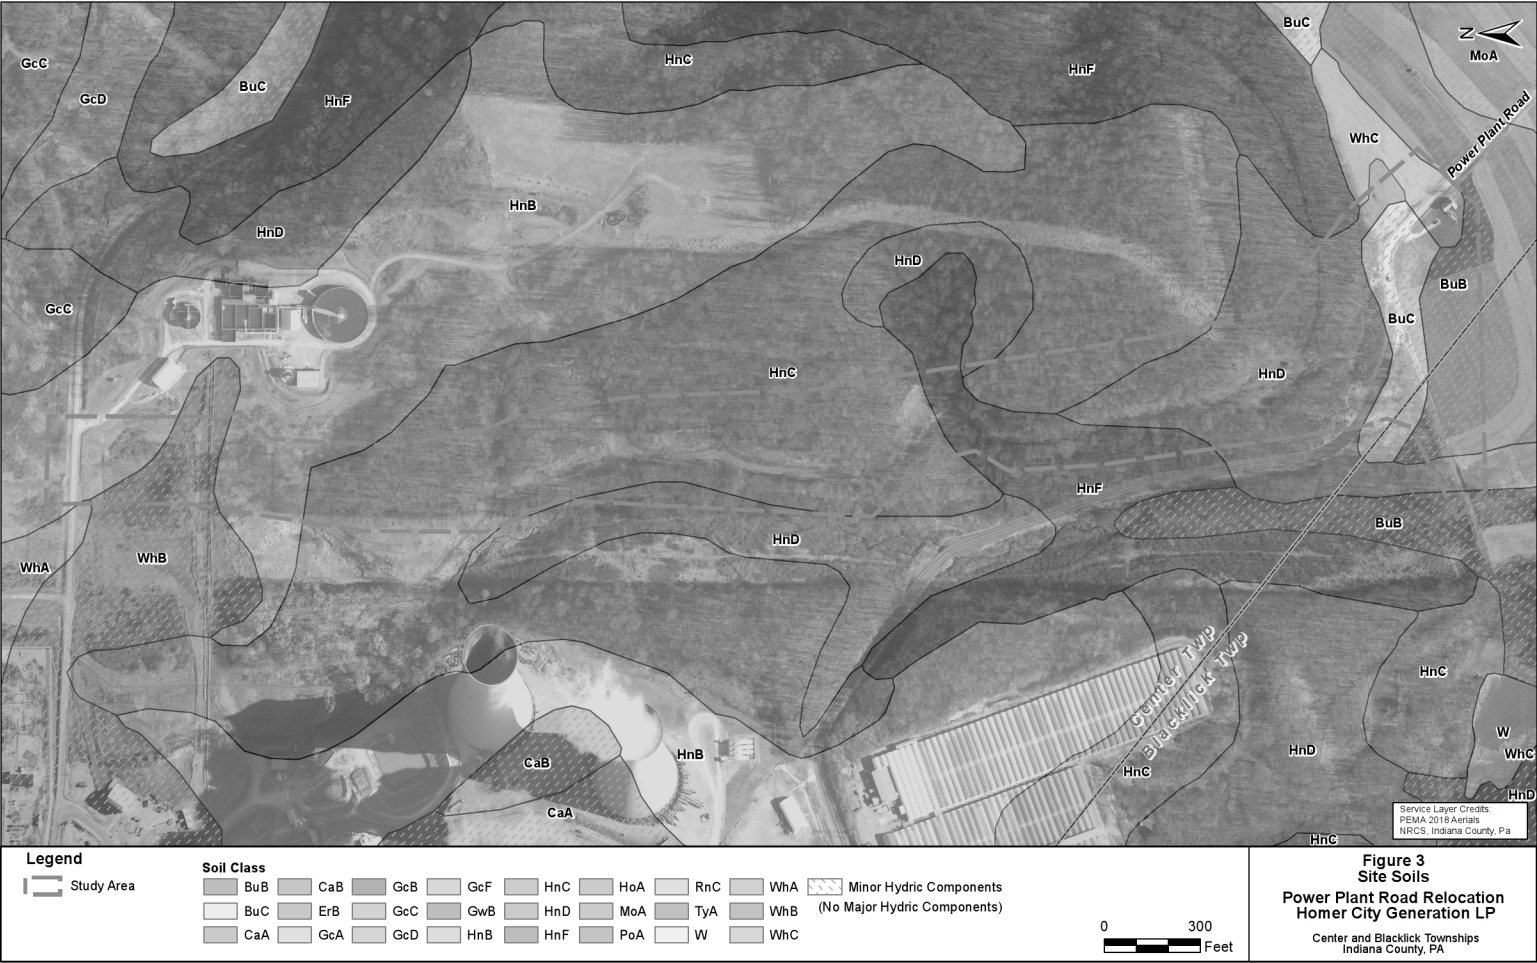 BuC
HnC
GcC
HnF
N
MoA
BuC
GcD
HnF
Power Plant Road
WhC
HnB
HnD
HnD
BuB
GcC
BuC
HnC
HnD
HnF
BuB
HnD
WhB
WhA
Center Twp
Blacklick Twp
HnC
W
HnD
HnB
WhC
CaB
HnC
HnD
CaA
Service Layer Credits:
PEMA 2018 Aerials
NRCS, Indiana County, Pa
HnC
Legend
Study Area
Soil Class
BuB CaB GcB GcF HnC HoA RnC WhA Minor Hydric Components
BuC ErB GcC GwB HnD MoA TyA WhB (No Major Hydric Components)
CaA GcA GcD HnB HnF PoA W WhC
0 300
Feet
Figure 3
Site Soils
Power Plant Road Relocation
Homer City Generation LP
Center and Blacklick Townships
Indiana County, PA